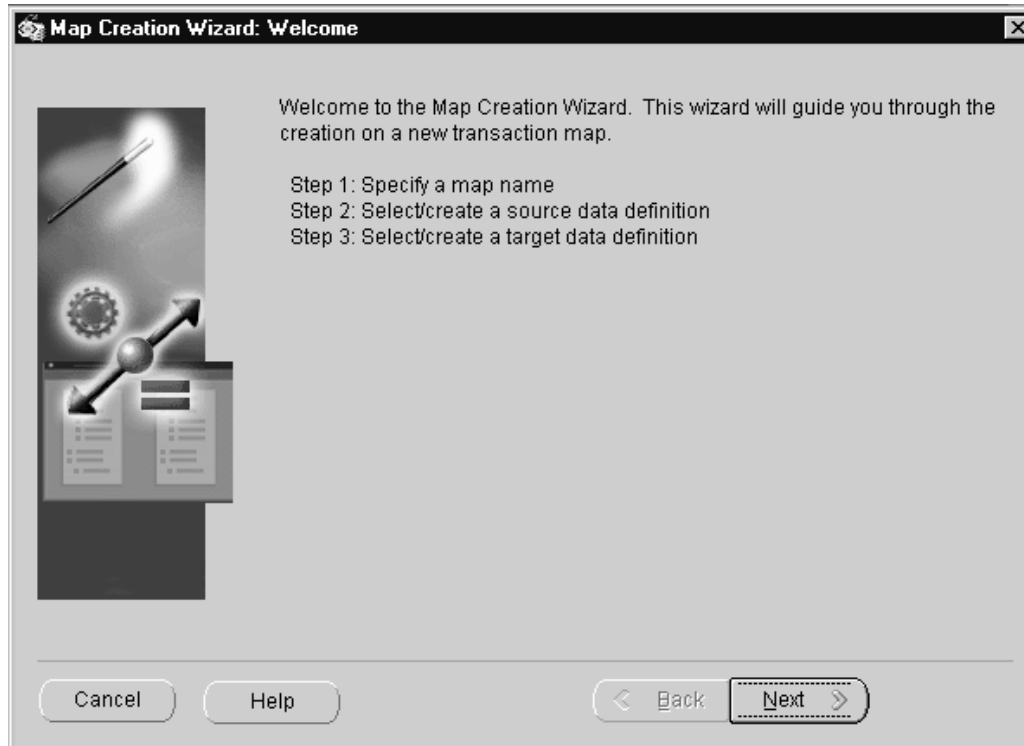 Map Creation Wizard: Welcome
Welcome to the Map Creation Wizard. This wizard will guide you through the
creation on a new transaction map.
Step 1: Specify a map name
Step 2: Select/create a source data definition
Step 3: Select/create a target data definition
Cancel
Help
Back
Next